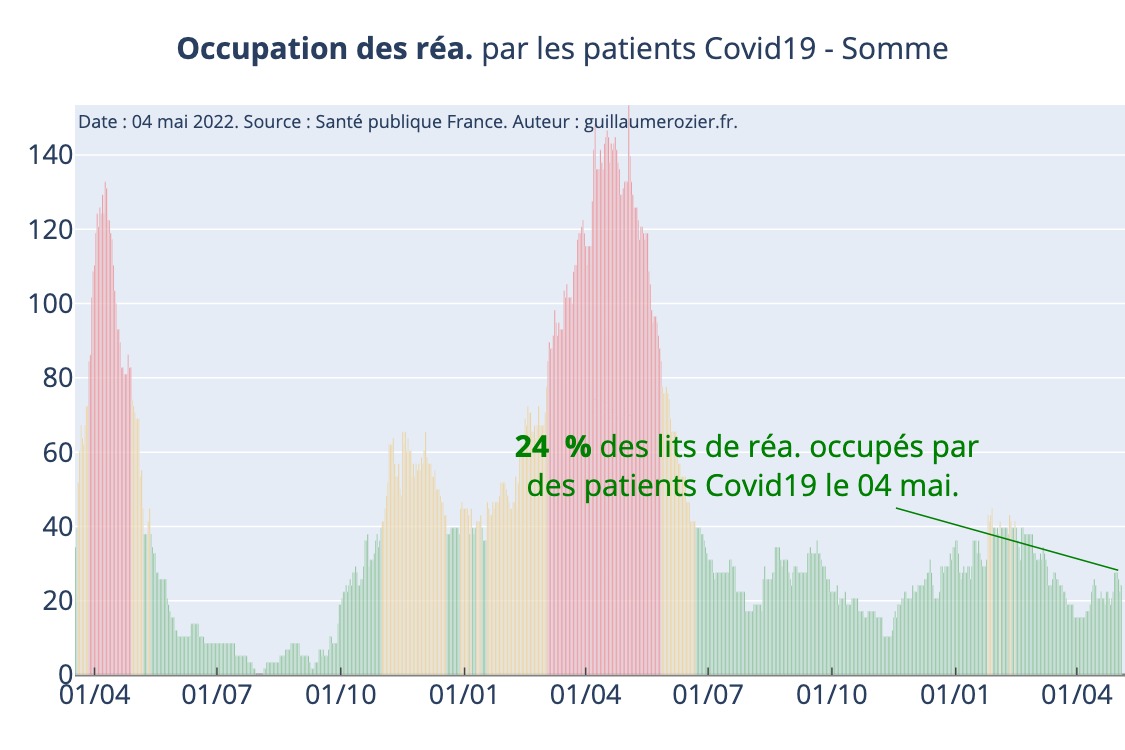 Occupation des réa. par les patients Covid19 - Somme
Date : 04 mai 2022. Source : Santé publique France. Auteur : guillaumerozier.fr.
140
120
100
80
60
40
20
0
24 % des lits de réa. occupés par
des patients Covid19 le 04 mai.
01/04 01/07 01/10 01/01 01/04 01/07 01/10 01/01 01/04